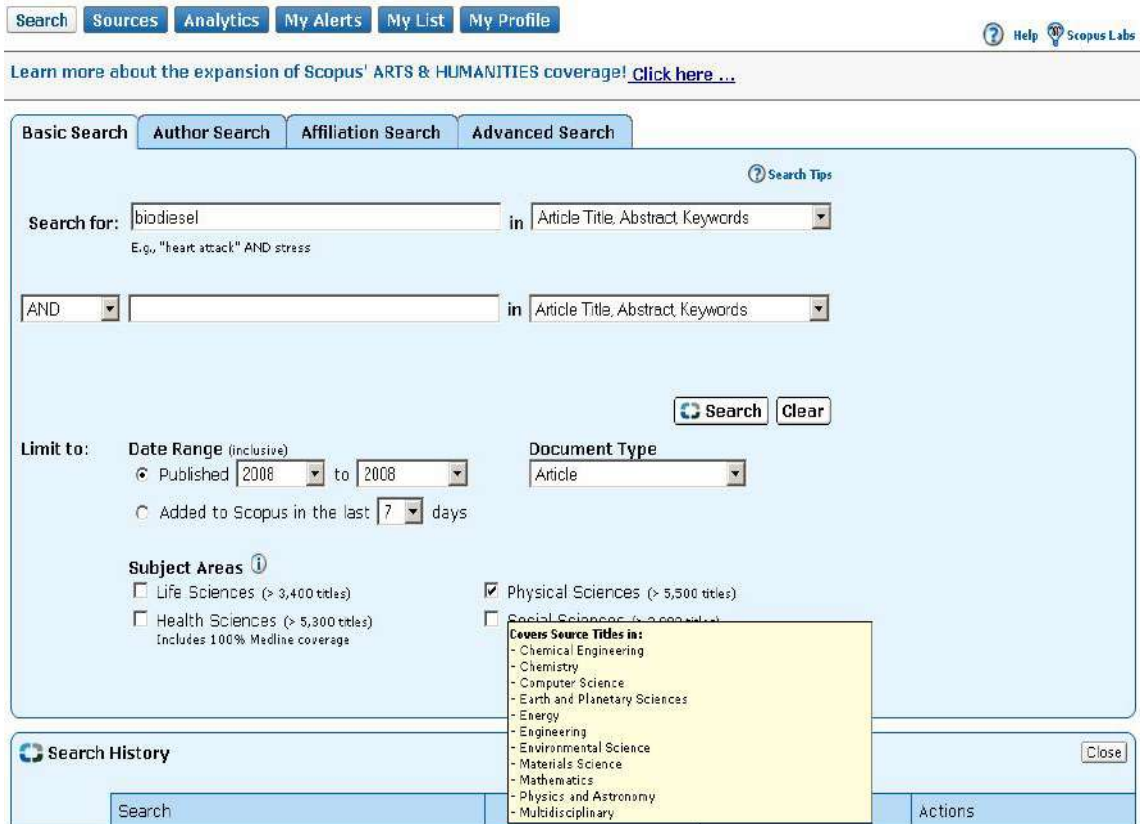 Search Sources Analytics My Alerts My List My Profile
Help Scopus Labs
Learn more about the expansion of Scopus' ARTS & HUMANITIES coverage! Click here ...
Basic Search Author Search Affiliation Search Advanced Search
Search Tips
Search for: biodiesel in Article Title, Abstract, Keywords
E.g., "heart attack" AND stress
AND in Article Title, Abstract, Keywords
Search Clear
Limit to: Date Range (inclusive) Document Type
Published 2008 to 2008 Article
Added to Scopus in the last 7 days
Subject Areas
Life Sciences (> 3,400 titles) Physical Sciences (> 5,500 titles)
Health Sciences (> 5,300 titles) Social Sciences
Includes 100% Medline coverage
Covers Source Titles in:
- Chemical Engineering
- Chemistry
- Computer Science
- Earth and Planetary Sciences
- Energy
- Engineering
- Environmental Science
- Materials Science
- Mathematics
- Physics and Astronomy
- Multidisciplinary
Search History Close
Search Actions